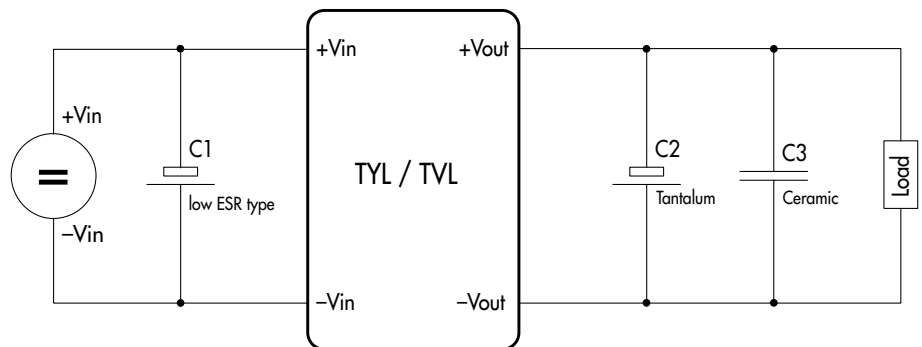 +Vin
=
−Vin
C1
low ESR type
+Vin
−Vin
TYL / TVL
+Vout
−Vout
C2
Tantalum
C3
Ceramic
Load